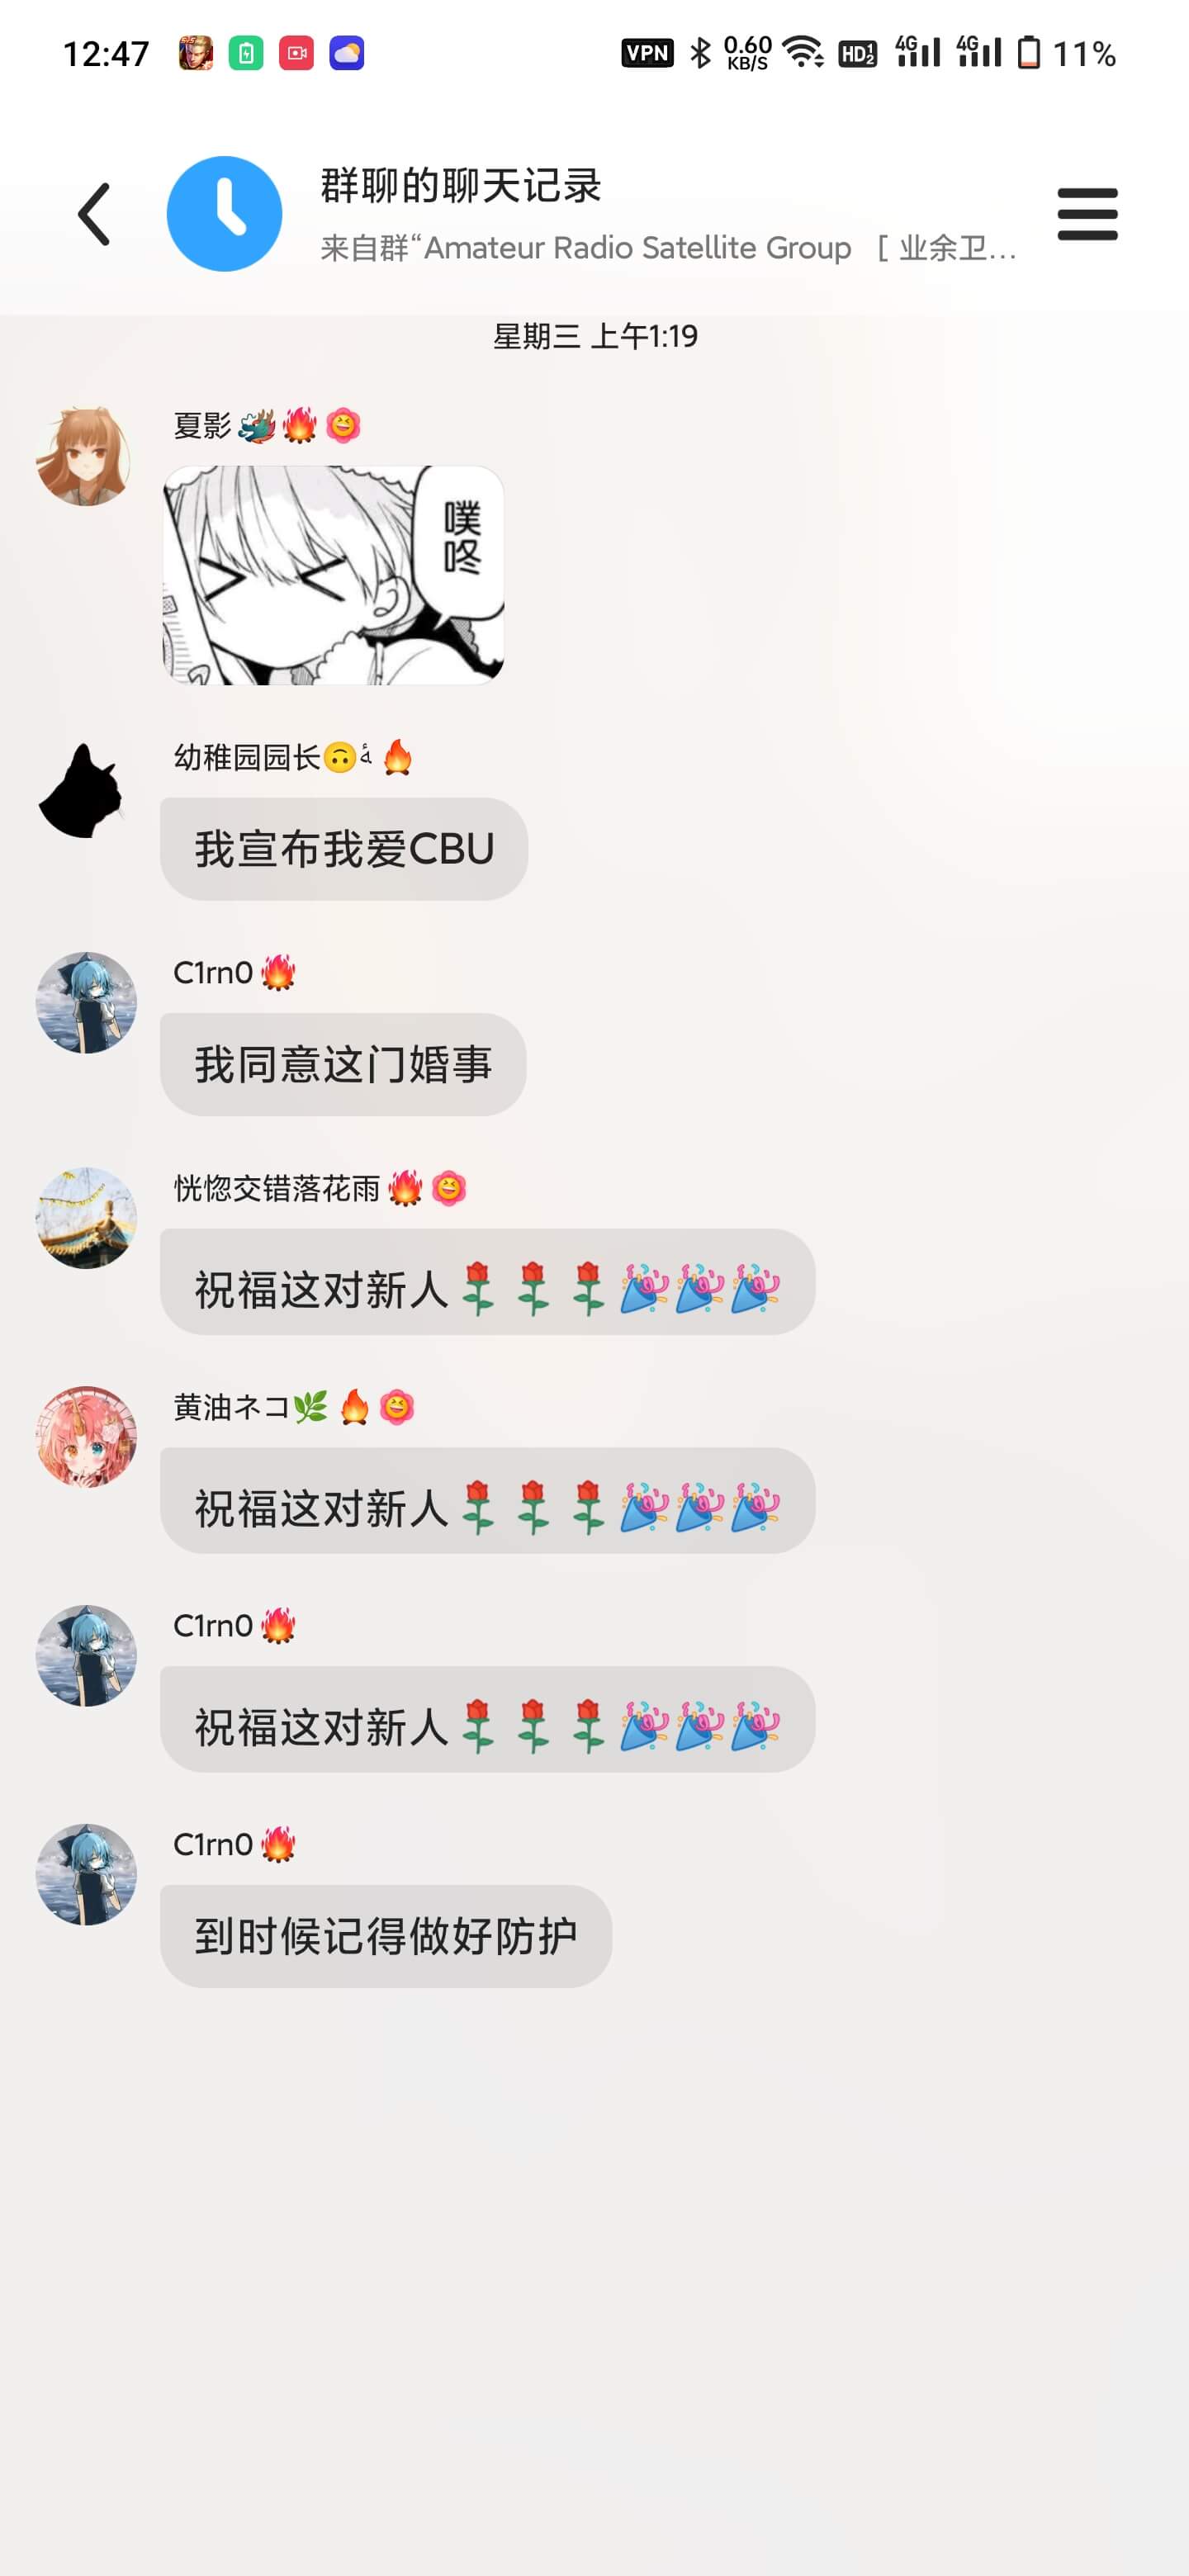 12:47 VPN 0.60 KB/S HD 1 2 4G 4G 11%
群聊的聊天记录
来自群“Amateur Radio Satellite Group [ 业余卫...
星期三 上午1:19
夏影🐲🔥
噗
咚
幼稚园园长🙃🔥
我宣布我爱CBU
C1rn0🔥
我同意这门婚事
恍惚交错落花雨🔥
祝福这对新人🌹🌹🌹🎉🎉🎉
黄油ネコ🌿🔥
祝福这对新人🌹🌹🌹🎉🎉🎉
C1rn0🔥
祝福这对新人🌹🌹🌹🎉🎉🎉
C1rn0🔥
到时候记得做好防护